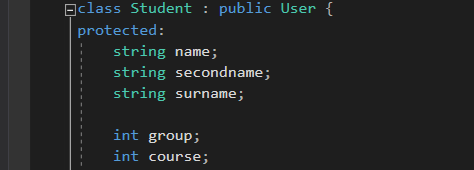 class Student : public User {
protected:
string name;
string secondname;
string surname;
int group;
int course;